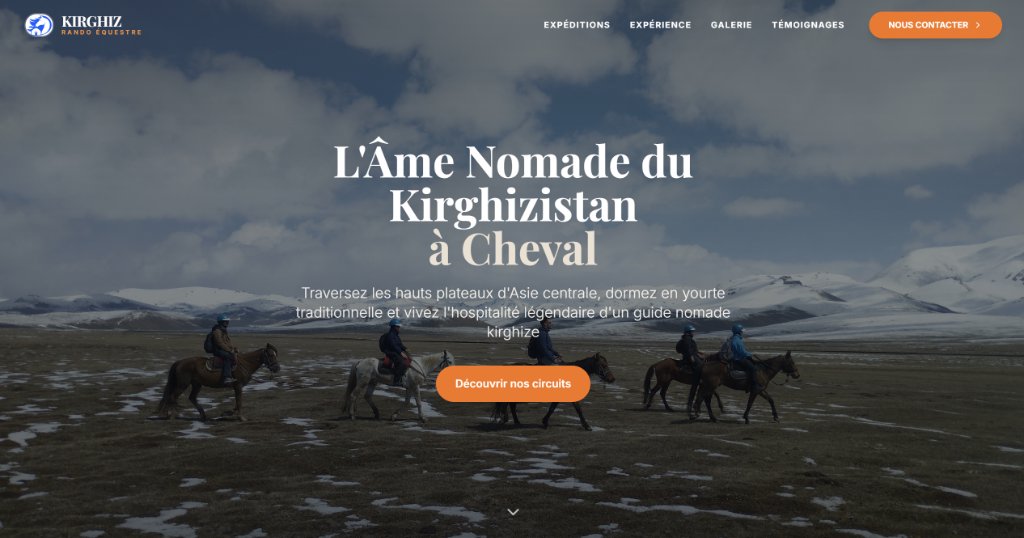 KIRGHIZ
RANDO ÉQUESTRE
EXPÉDITIONS EXPÉRIENCE GALERIE TÉMOIGNAGES NOUS CONTACTER
L'Âme Nomade du
Kirghizistan
à Cheval
Traversez les hauts plateaux d'Asie centrale, dormez en yourte
traditionnelle et vivez l'hospitalité légendaire d'un guide nomade
kirghize
Découvrir nos circuits